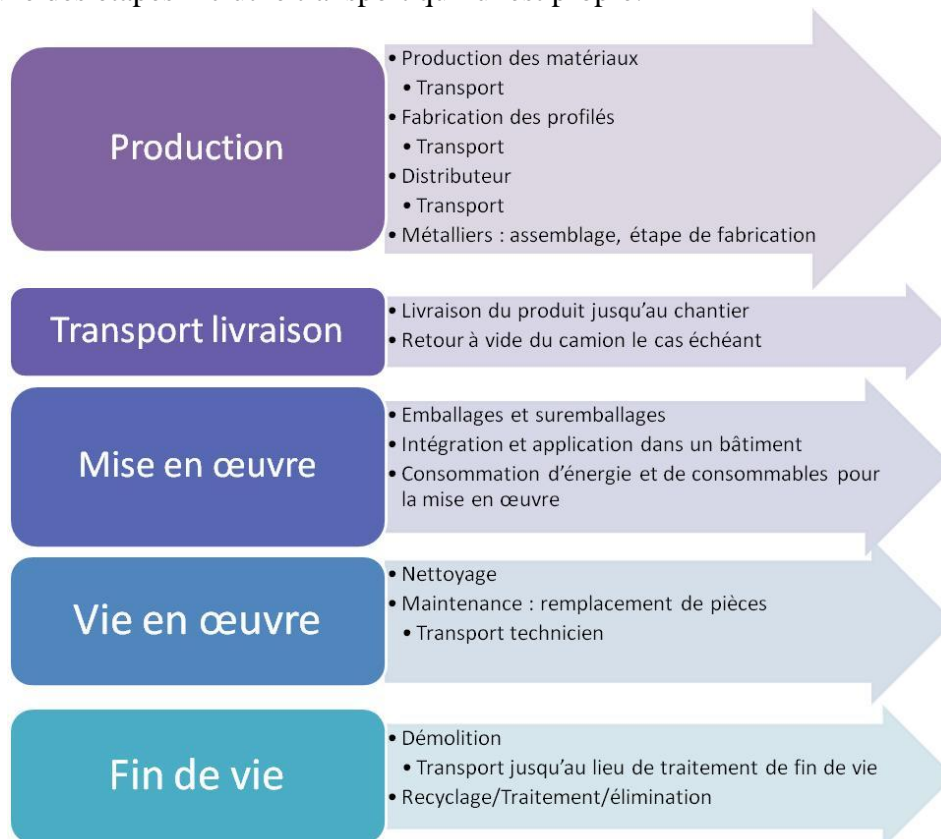 Production
• Production des matériaux
• Transport
• Fabrication des profilés
• Transport
• Distributeur
• Transport
• Métalliers : assemblage, étape de fabrication
Transport livraison
• Livraison du produit jusqu'au chantier
• Retour à vide du camion le cas échéant
Mise en œuvre
• Emballages et suremballages
• Intégration et application dans un bâtiment
• Consommation d'énergie et de consommables pour
la mise en œuvre
Vie en œuvre
• Nettoyage
• Maintenance : remplacement de pièces
• Transport technicien
Fin de vie
• Démolition
• Transport jusqu'au lieu de traitement de fin de vie
• Recyclage/Traitement/élimination